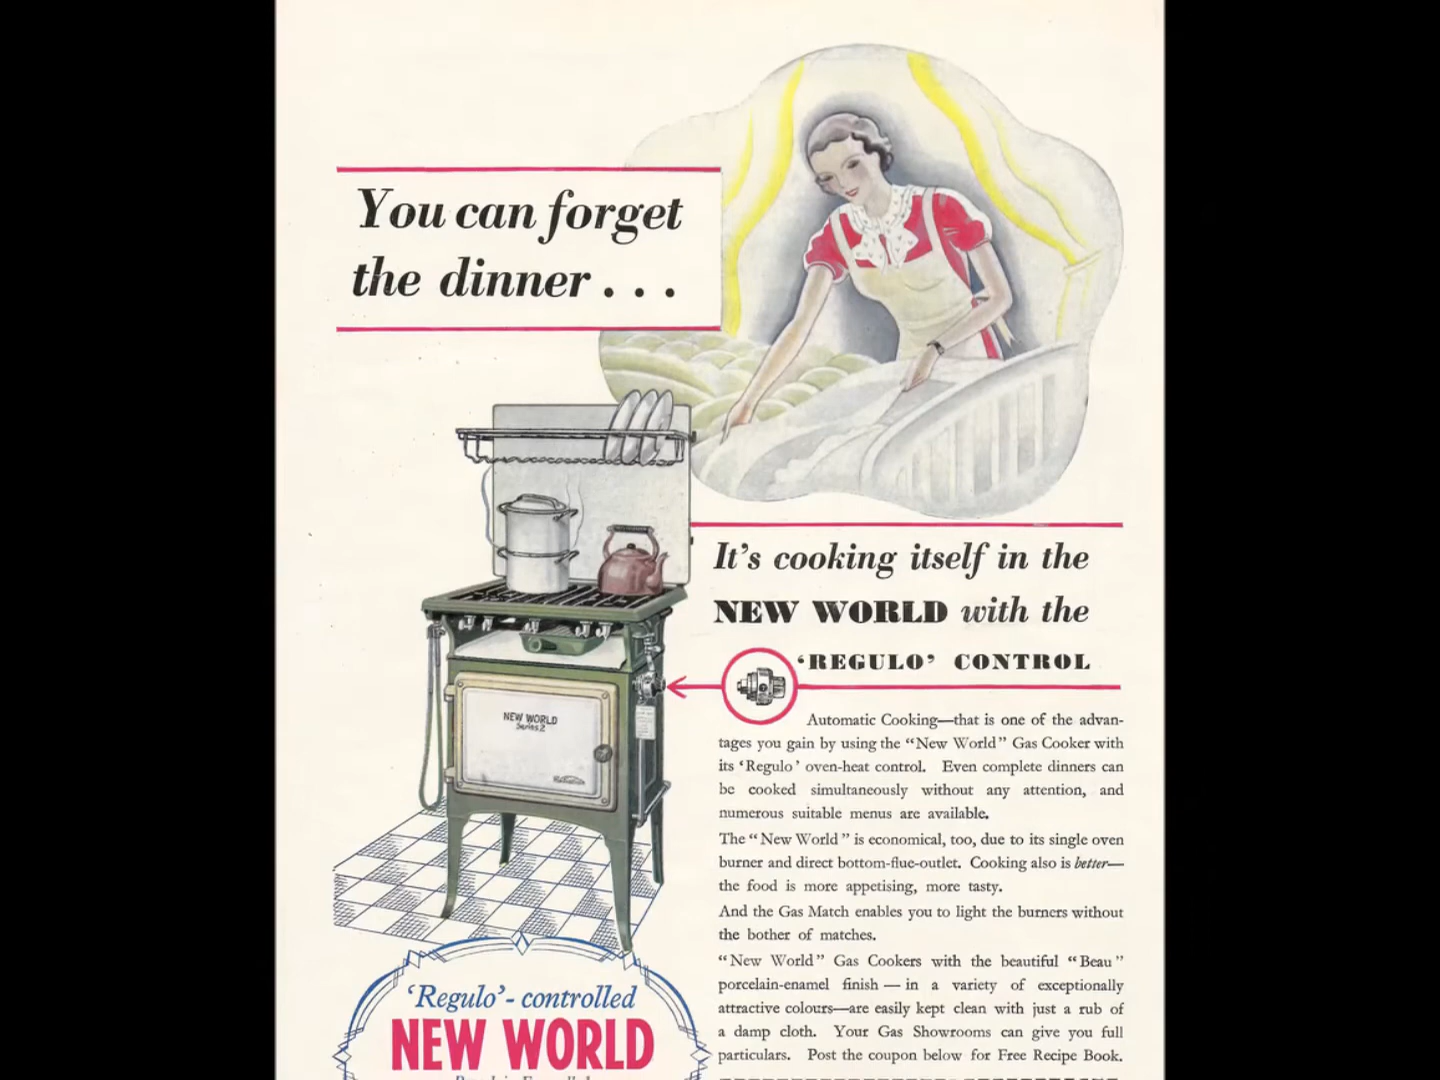 You can forget
the dinner . . .
It's cooking itself in the
NEW WORLD with the
'REGULO' CONTROL
NEW WORLD
Series 2
Automatic Cooking—that is one of the advan-
tages you gain by using the "New World" Gas Cooker with
its 'Regulo' oven-heat control. Even complete dinners can
be cooked simultaneously without any attention, and
numerous suitable menus are available.
The "New World" is economical, too, due to its single oven
burner and direct bottom-flue-outlet. Cooking also is better—
the food is more appetising, more tasty.
And the Gas Match enables you to light the burners without
the bother of matches.
"New World" Gas Cookers with the beautiful "Beau"
porcelain-enamel finish — in a variety of exceptionally
attractive colours—are easily kept clean with just a rub of
a damp cloth. Your Gas Showrooms can give you full
particulars. Post the coupon below for Free Recipe Book.
'Regulo'- controlled
NEW WORLD